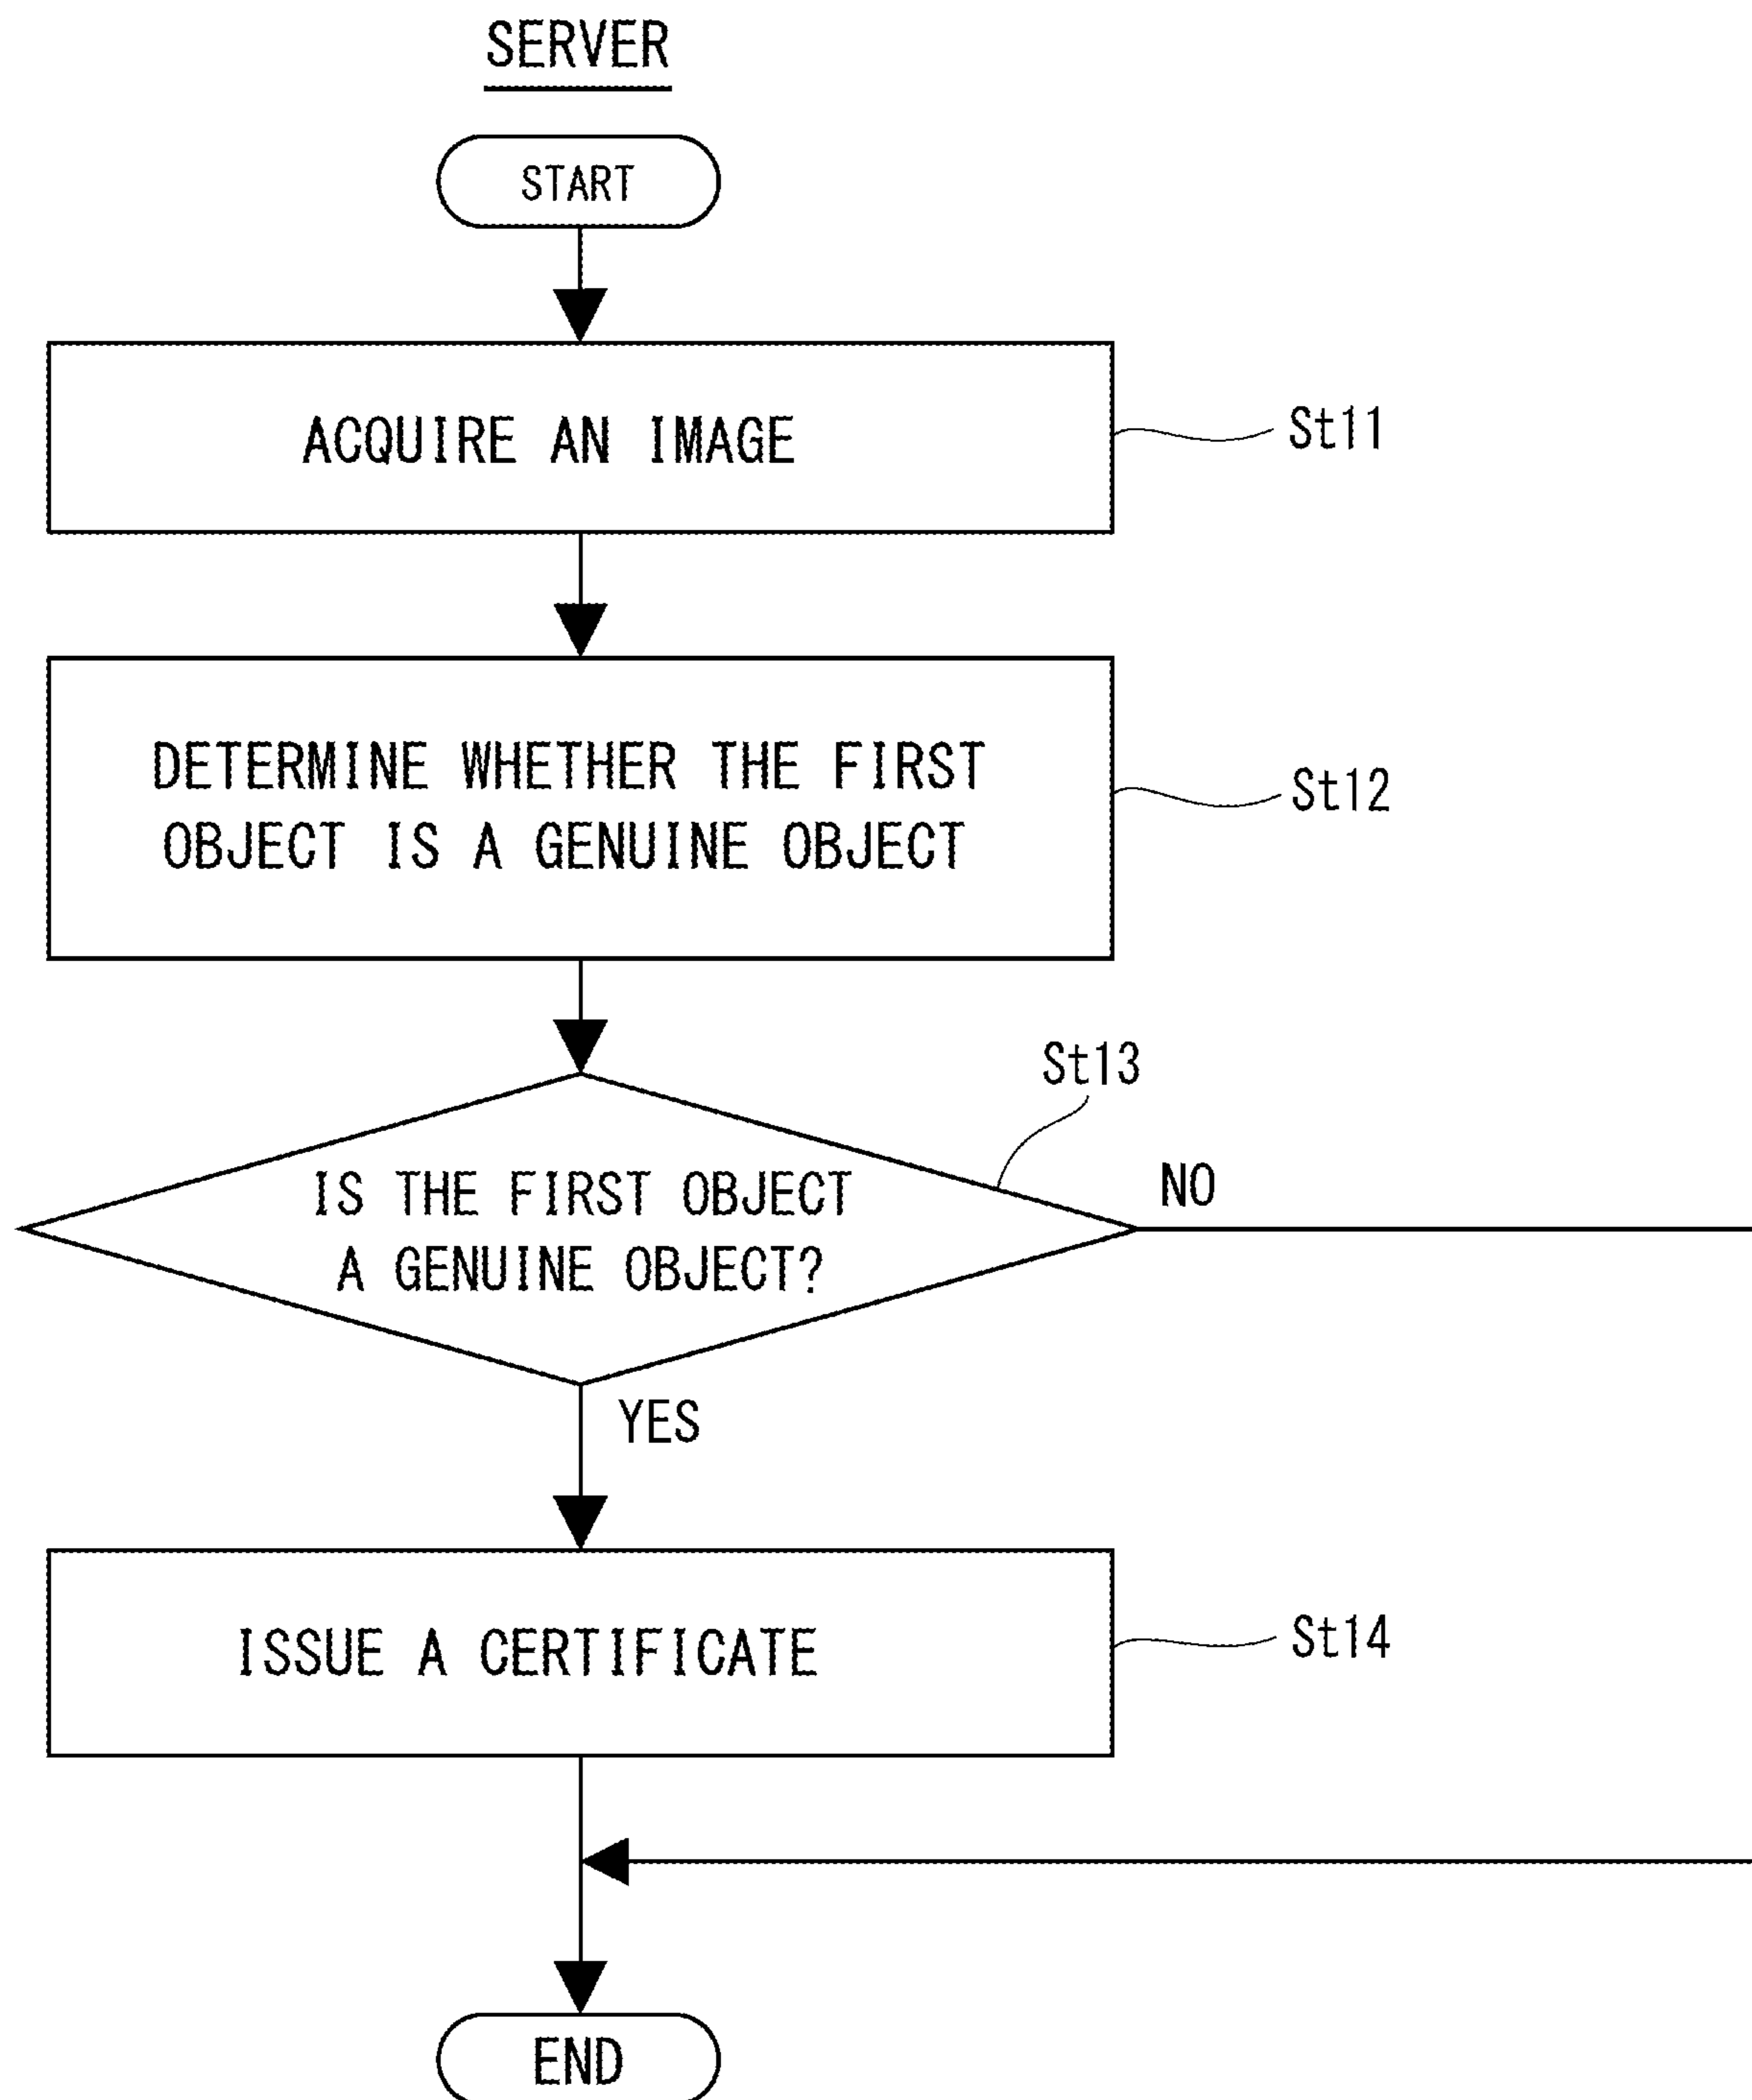 SERVER
START
ACQUIRE AN IMAGE
St11
DETERMINE WHETHER THE FIRST
OBJECT IS A GENUINE OBJECT
St12
St13
IS THE FIRST OBJECT
A GENUINE OBJECT?
NO
YES
ISSUE A CERTIFICATE
St14
END